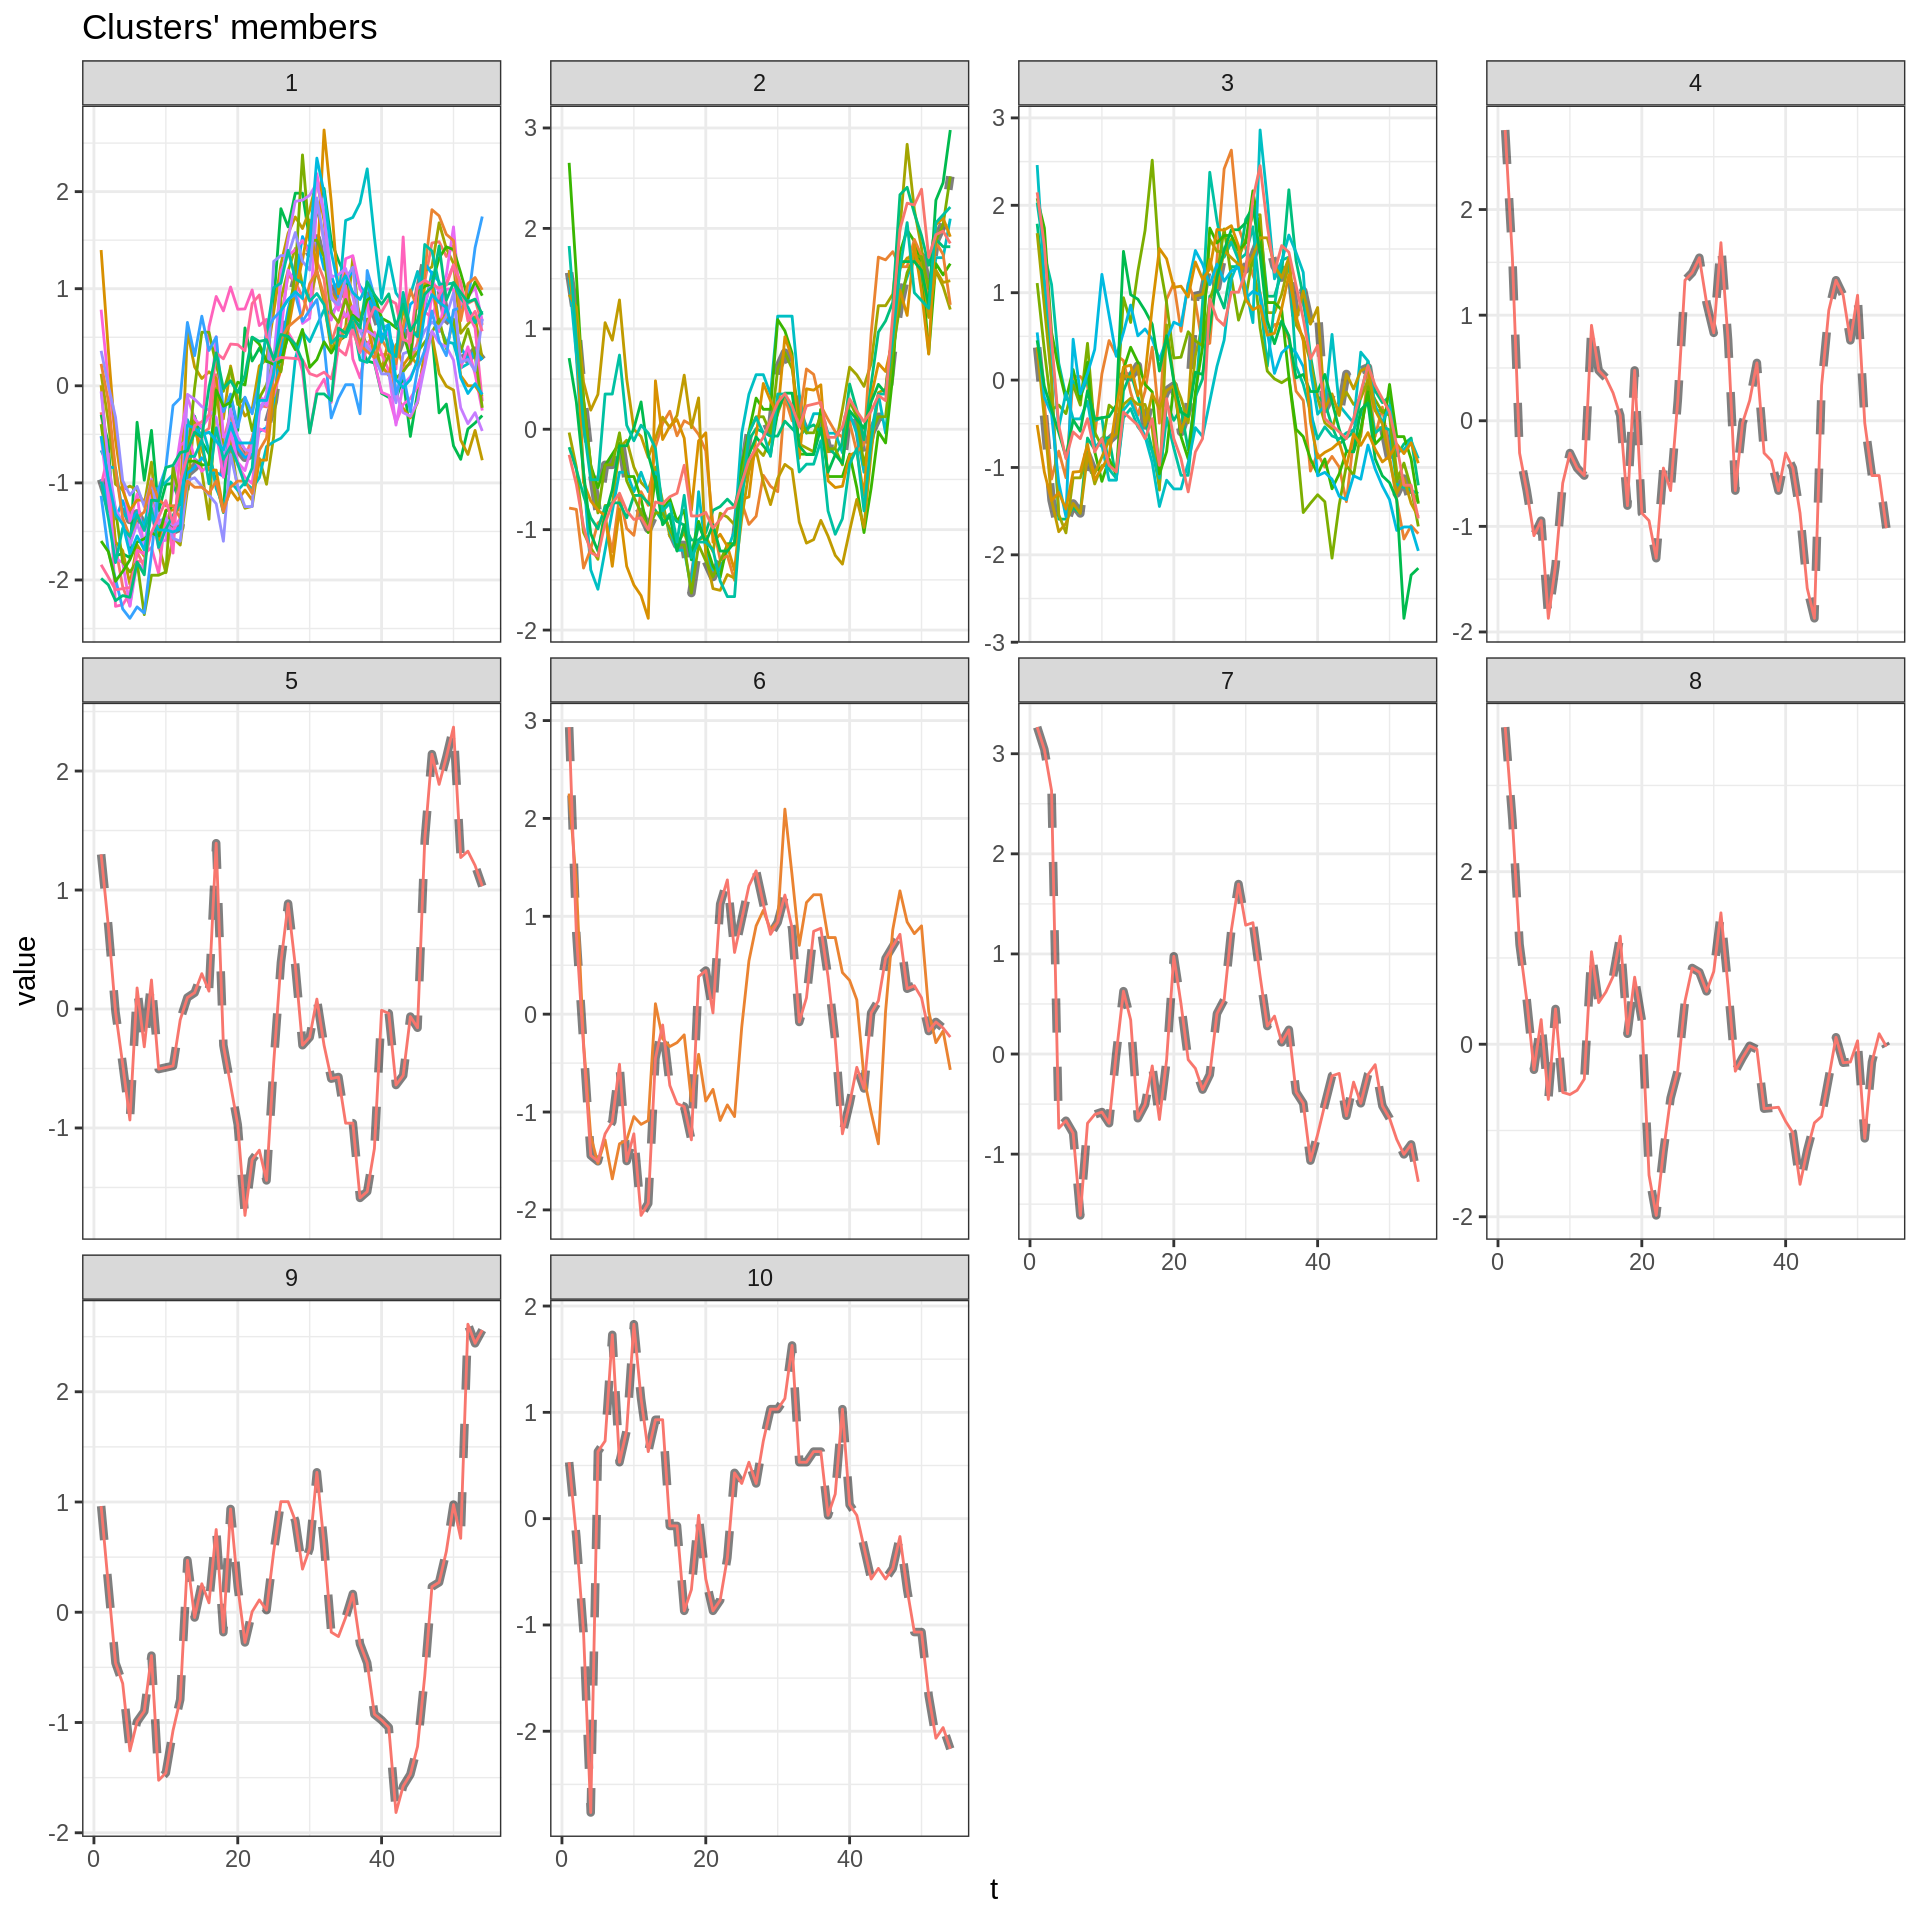 Clusters' members
1 2 3 4
2 1 0 -1 -2
3 2 1 0 -1 -2
3 2 1 0 -1 -2 -3
2 1 0 -1 -2
5 6 7 8
2 1 0 -1
3 2 1 0 -1 -2
3 2 1 0 -1
2 0 -2
0 20 40
0 20 40
9 10
2 1 0 -1 -2
2 1 0 -1 -2
0 20 40
0 20 40
value
t